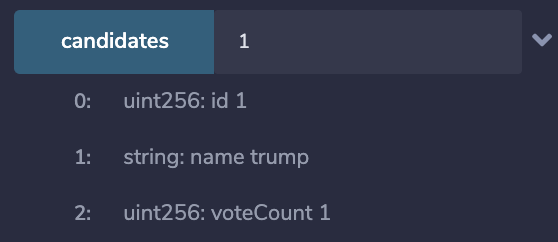 candidates 1
0: uint256: id 1
1: string: name trump
2: uint256: voteCount 1